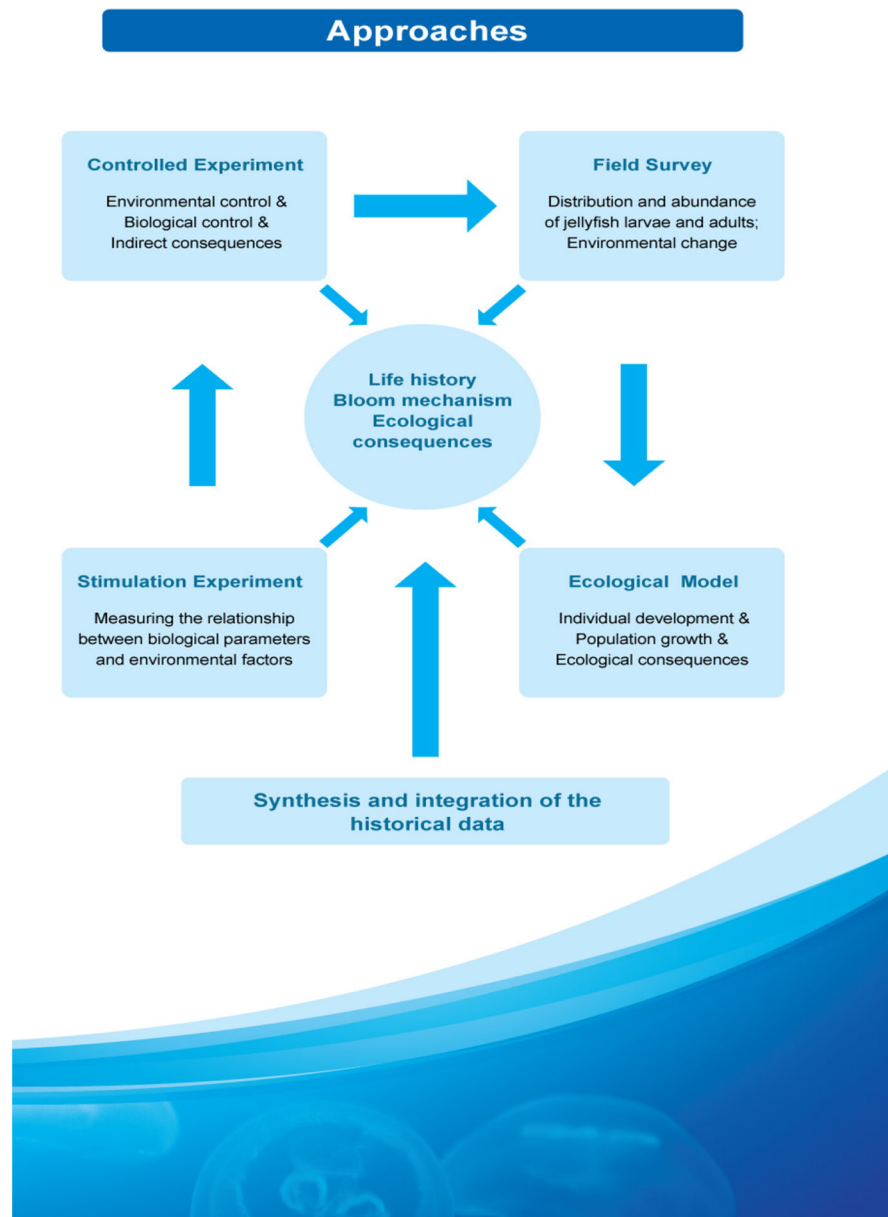 Approaches
Controlled Experiment
Environmental control &
Biological control &
Indirect consequences
Field Survey
Distribution and abundance
of jellyfish larvae and adults;
Environmental change
Life history
Bloom mechanism
Ecological
consequences
Stimulation Experiment
Measuring the relationship
between biological parameters
and environmental factors
Ecological Model
Individual development &
Population growth &
Ecological consequences
Synthesis and integration of the
historical data